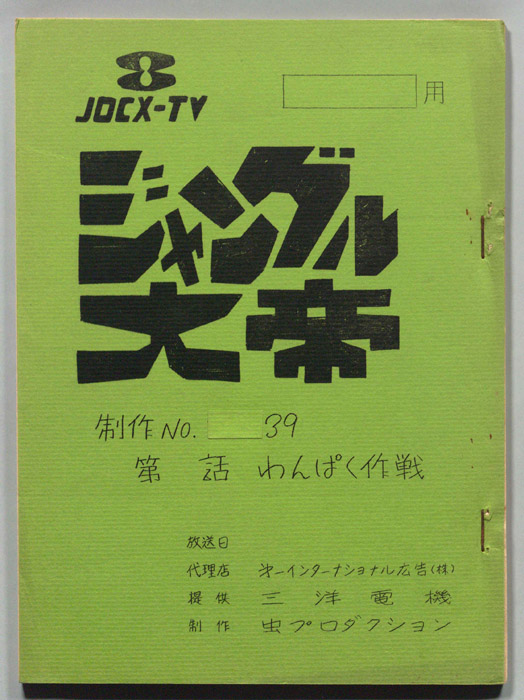 8
JOCX-TV
用
ジャングル
大帝
制作NO. 39
第 話 わんぱく作戦
放送日
代理店 第一インターナショナル広告(株)
提供 三洋電機
制作 虫プロダクション